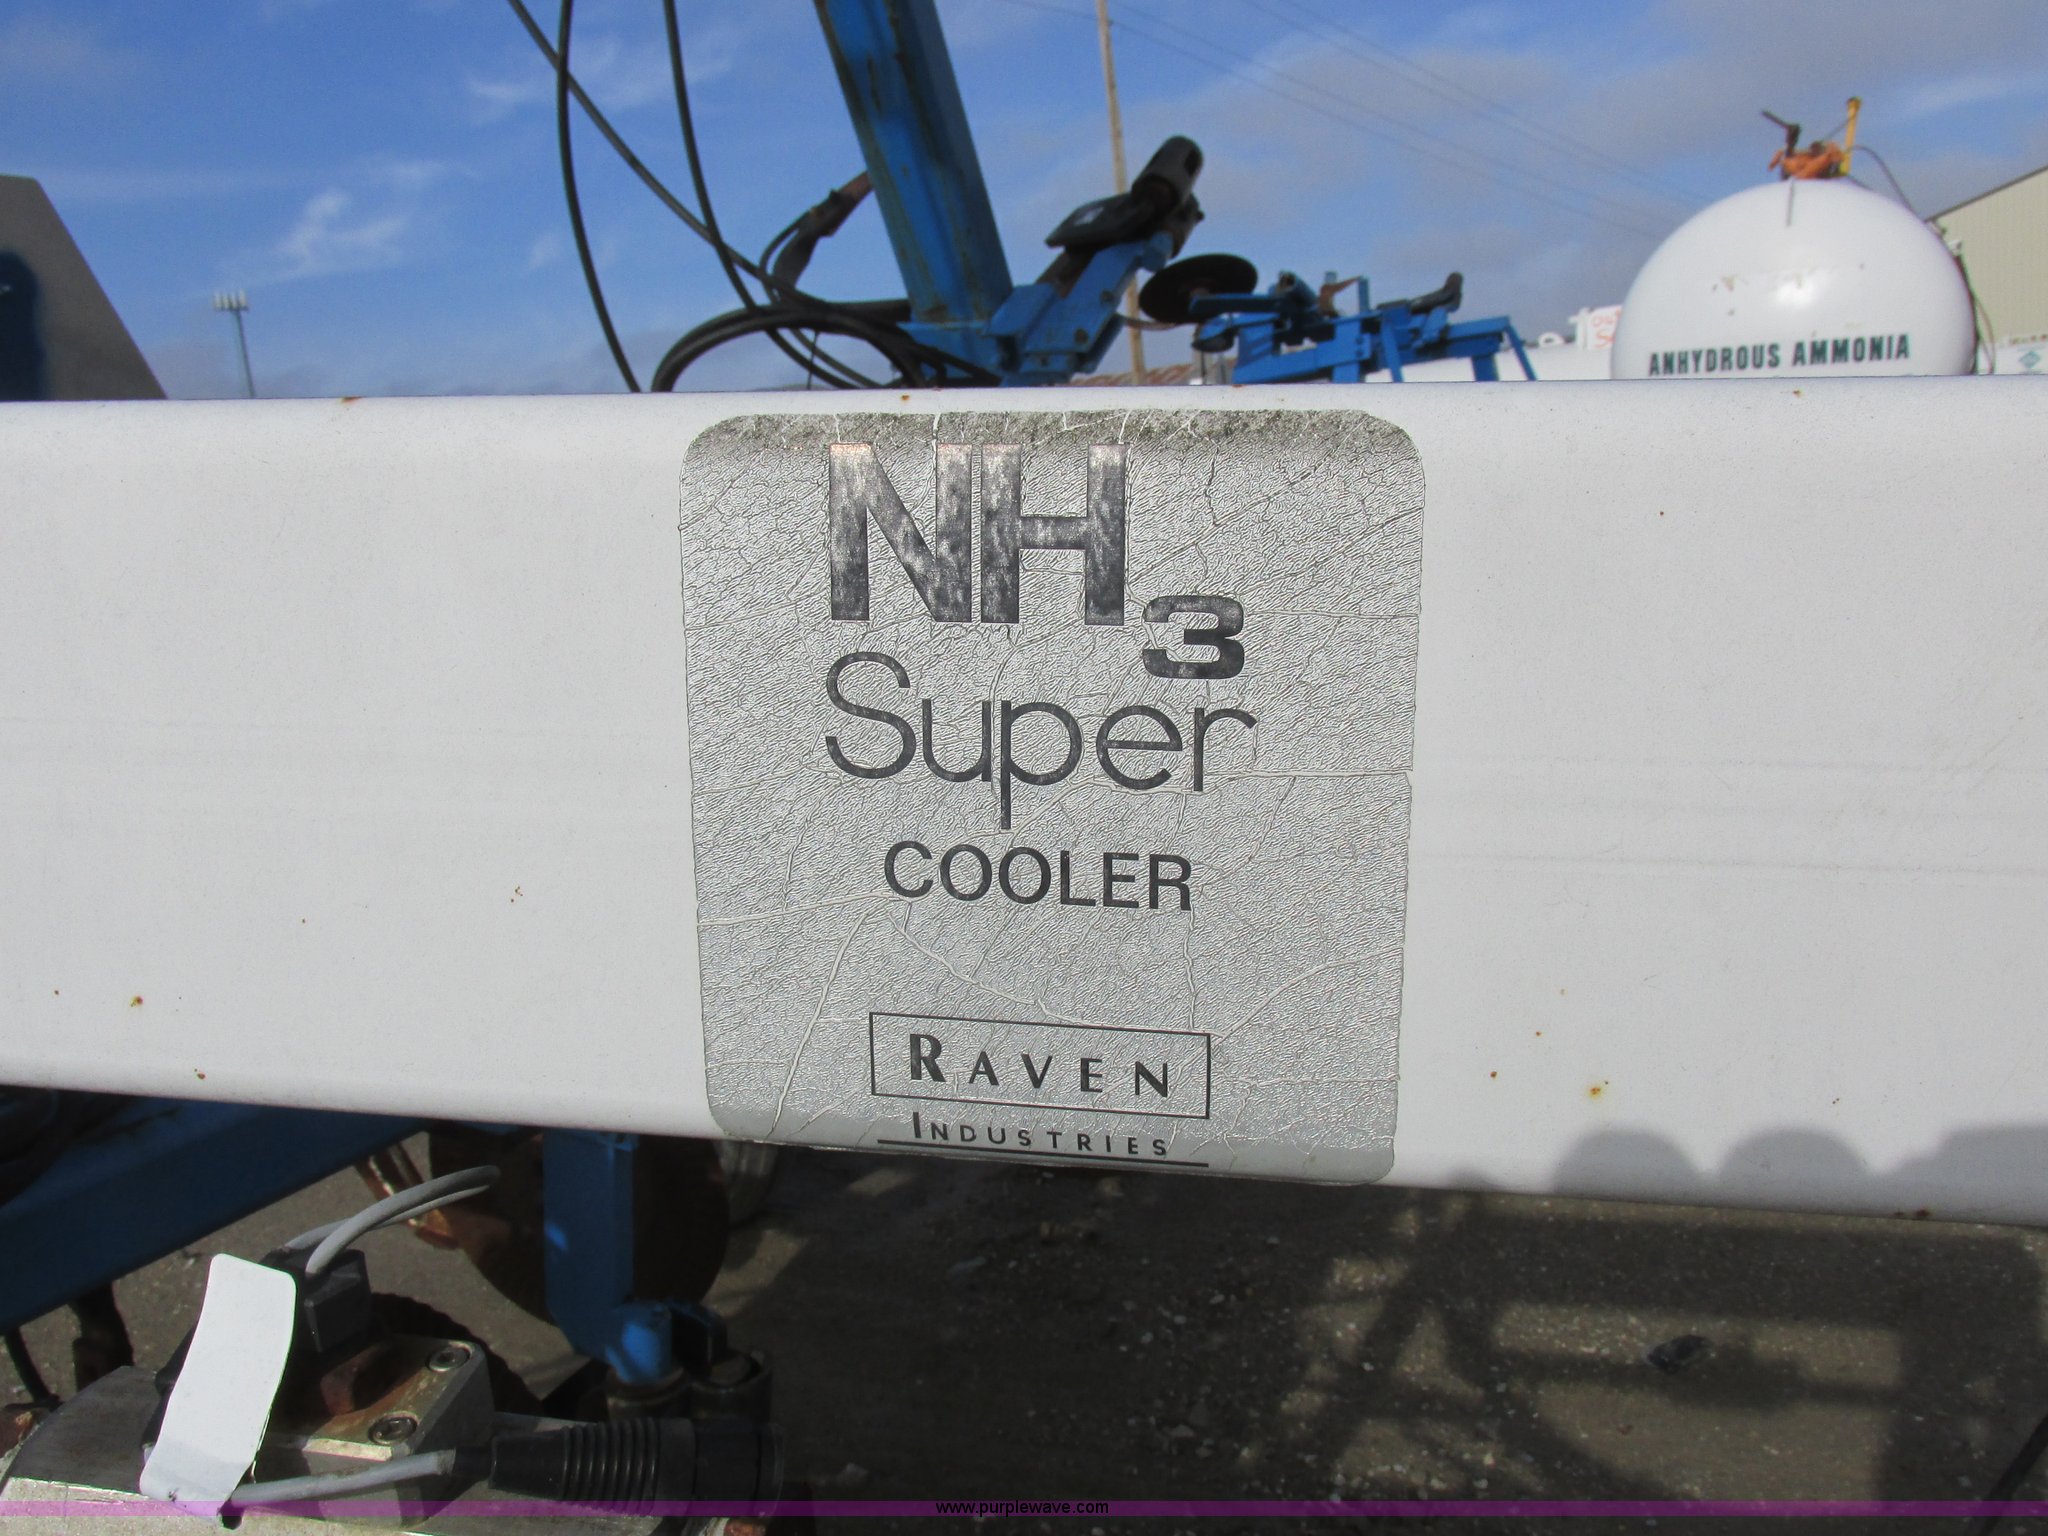 ANHYDROUS AMMONIA
NH3
Super
COOLER
RAVEN
INDUSTRIES
www.purplewave.com